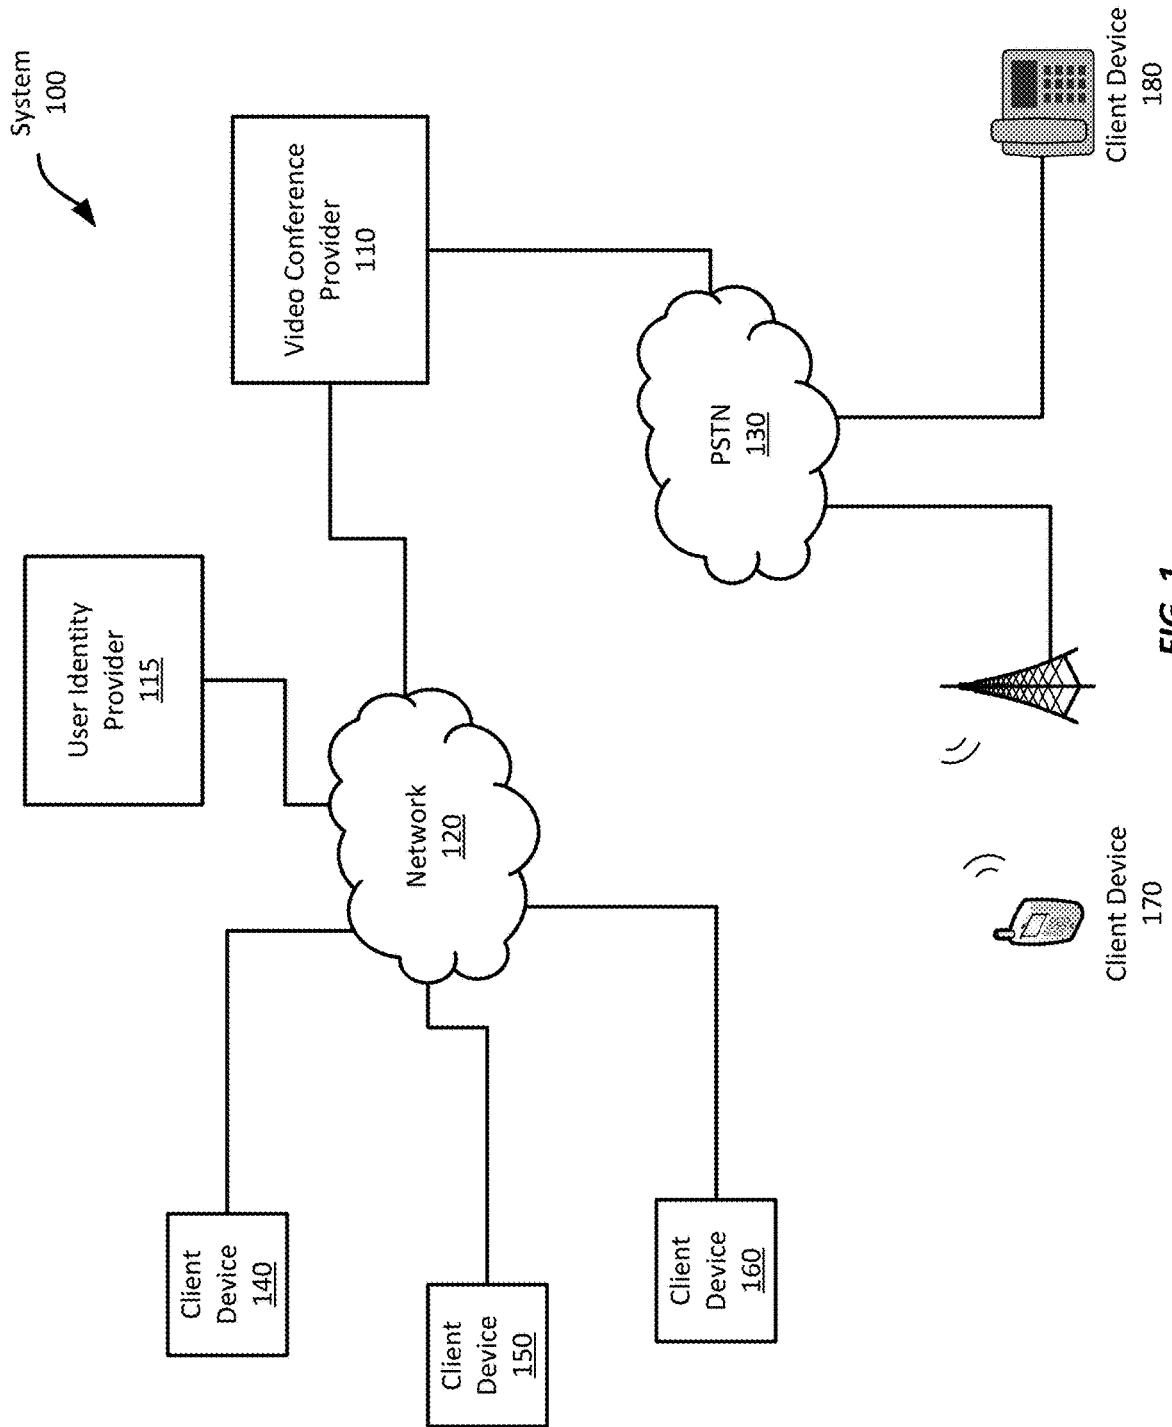 System
100
User Identity
Provider
115
Video Conference
Provider
110
Client
Device
140
Network
120
Client
Device
150
PSTN
130
Client
Device
160
Client Device
170
Client Device
180
FIG. 1